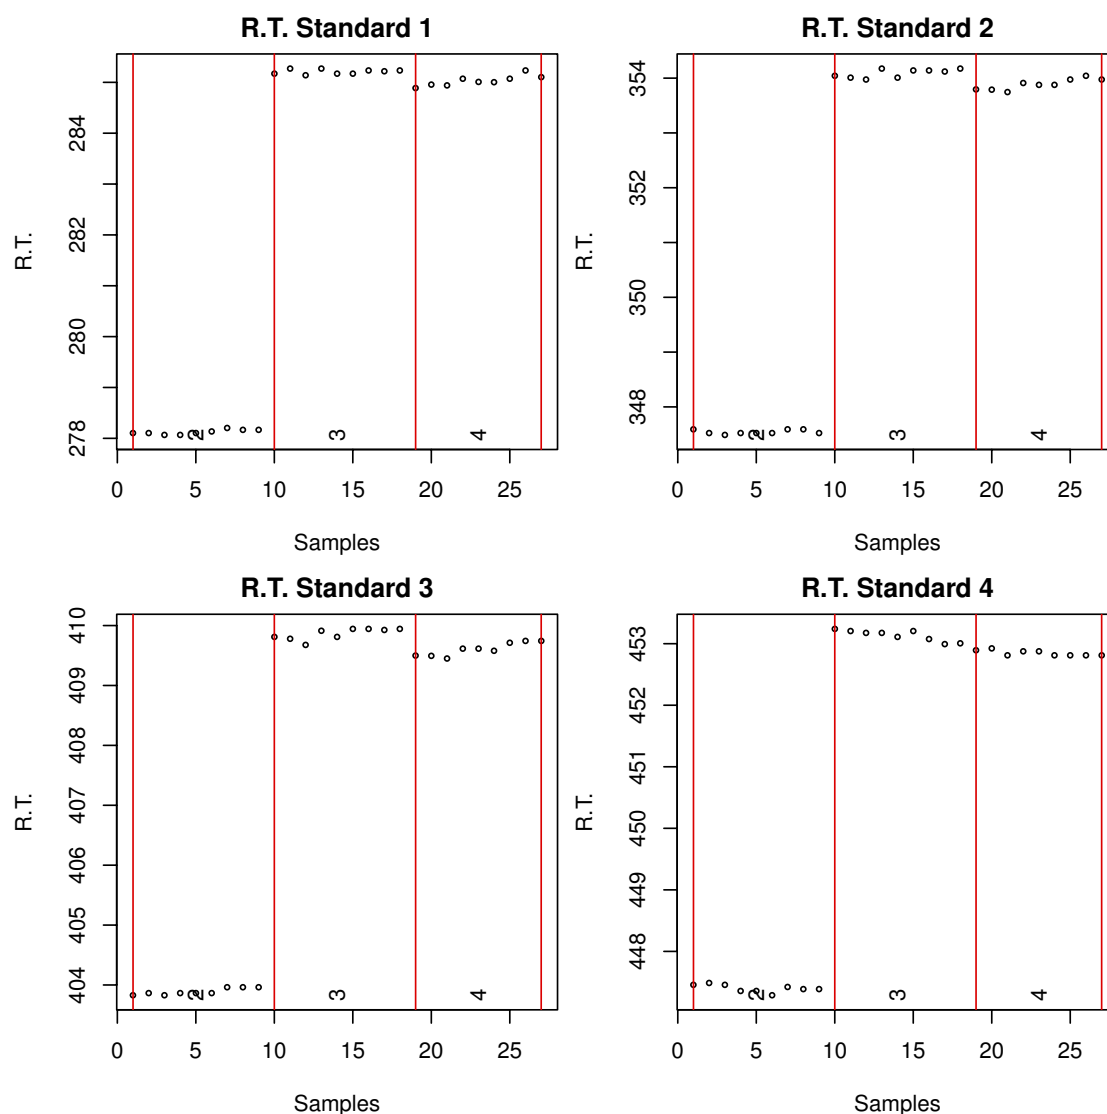 R.T. Standard 1
R.T.
284
282
280
278
2
3
4
0 5 10 15 20 25
Samples
R.T. Standard 2
R.T.
354
352
350
348
2
3
4
0 5 10 15 20 25
Samples
R.T. Standard 3
R.T.
410
409
408
407
406
405
404
2
3
4
0 5 10 15 20 25
Samples
R.T. Standard 4
R.T.
453
452
451
450
449
448
2
3
4
0 5 10 15 20 25
Samples